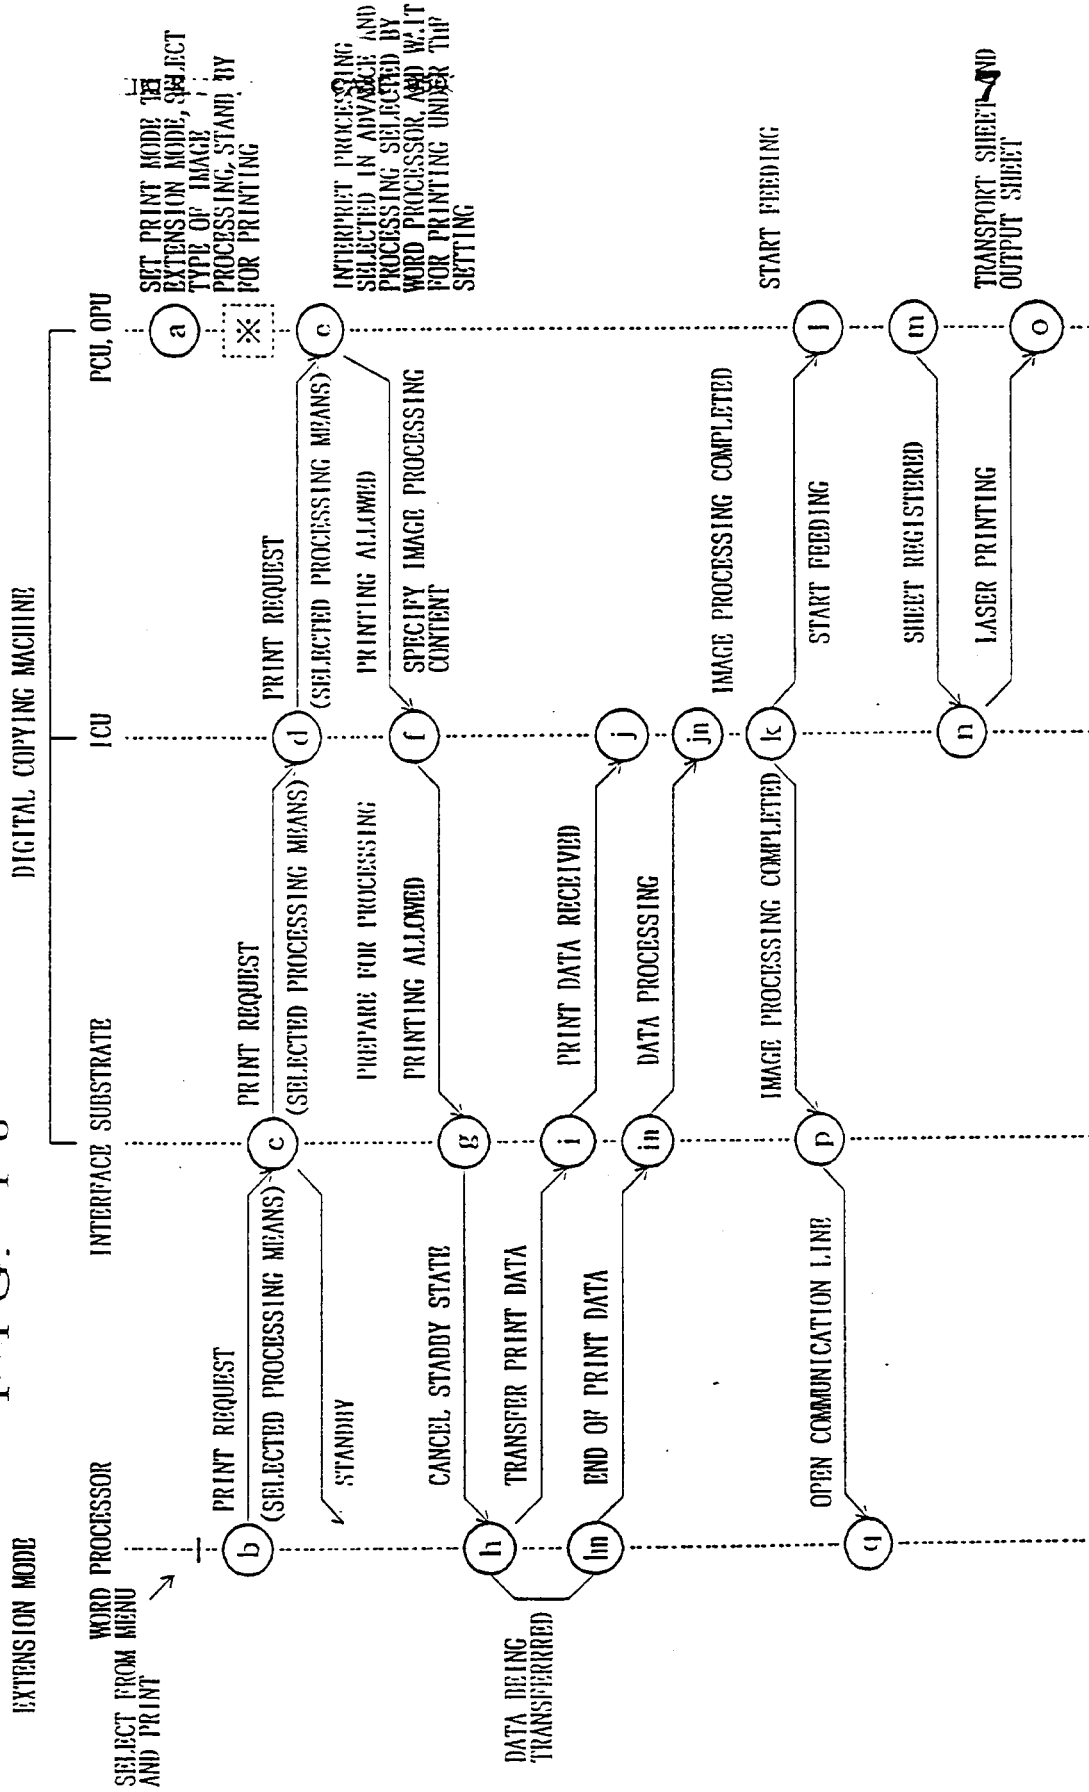 EXTENSION MODE
DIGITAL COPYING MACHINE
WORD PROCESSOR
INTERFACE SUBSTRATE
ICU
PCU, OPU
SELECT FROM MENU
AND PRINT
SET PRINT MODE TO
EXTENSION MODE, SELECT
TYPE OF IMAGE
PROCESSING, STAND BY
FOR PRINTING
a
※
b
PRINT REQUEST
(SELECTED PROCESSING MEANS)
c
PRINT REQUEST
(SELECTED PROCESSING MEANS)
d
PRINT REQUEST
(SELECTED PROCESSING MEANS)
e
INTERPRET PROCESSING
SELECTED IN ADVANCE AND
PROCESSING SELECTED BY
WORD PROCESSOR, AND WAIT
FOR PRINTING UNDER THE
SETTING
STANDBY
PREPARE FOR PROCESSING
PRINTING ALLOWED
SPECIFY IMAGE PROCESSING
CONTENT
f
PRINTING ALLOWED
g
CANCEL STADDY STATE
h
TRANSFER PRINT DATA
i
PRINT DATA RECEIVED
j
DATA BEING
TRANSFERRED
hn
END OF PRINT DATA
in
DATA PROCESSING
jn
IMAGE PROCESSING COMPLETED
k
START FEEDING
START FEEDING
l
IMAGE PROCESSING COMPLETED
p
OPEN COMMUNICATION LINE
q
m
SHEET REGISTERED
n
LASER PRINTING
o
TRANSPORT SHEET AND
OUTPUT SHEET